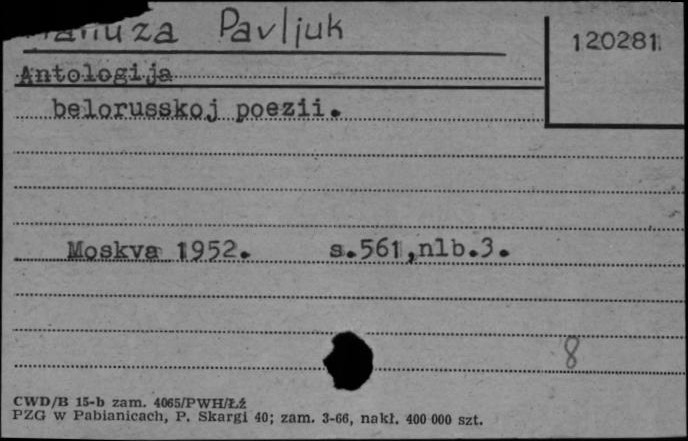 Pavljuk
120281
Antologija
belorusskoj poezii.
Moskva 1952. s.561,nlb.3.
8
CWD/B 15-b zam. 4065/PWH/Łź
PZG w Pabianicach, P. Skargi 40; zam. 3-66, nakł. 400 000 szt.